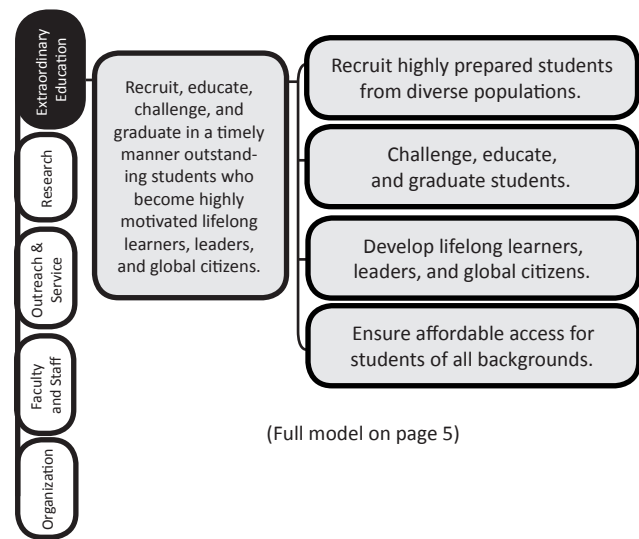 Extraordinary
Education
Research
Outreach &
Service
Faculty
and Staff
Organization
Recruit, educate,
challenge, and
graduate in a timely
manner outstand-
ing students who
become highly
motivated lifelong
learners, leaders,
and global citizens.
Recruit highly prepared students
from diverse populations.
Challenge, educate,
and graduate students.
Develop lifelong learners,
leaders, and global citizens.
Ensure affordable access for
students of all backgrounds.
(Full model on page 5)